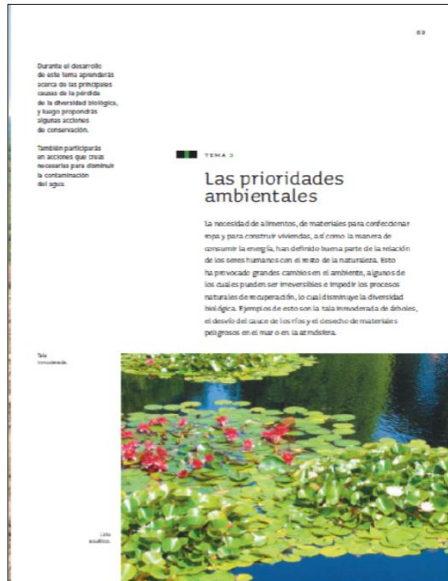 69
Durante el desarrollo
de este tema aprenderás
acerca de las principales
causas de la pérdida
de la diversidad biológica,
y luego propondrás
algunas acciones
de conservación.
También participarás
en acciones que creas
necesarias para disminuir
la contaminación
del agua.
TEMA 3
Las prioridades
ambientales
La necesidad de alimentos, de materiales para confeccionar
ropa y para construir viviendas, así como la manera de
consumir la energía, han definido buena parte de la relación
de los seres humanos con el resto de la naturaleza. Esto
ha provocado grandes cambios en el ambiente, algunos de
los cuales pueden ser irreversibles e impedir los procesos
naturales de recuperación, lo cual disminuye la diversidad
biológica. Ejemplos de esto son la tala inmoderada de árboles,
el desvío del cauce de los ríos y el desecho de materiales
peligrosos en el mar o en la atmósfera.
Tala
inmoderada.
Lirio
acuático.